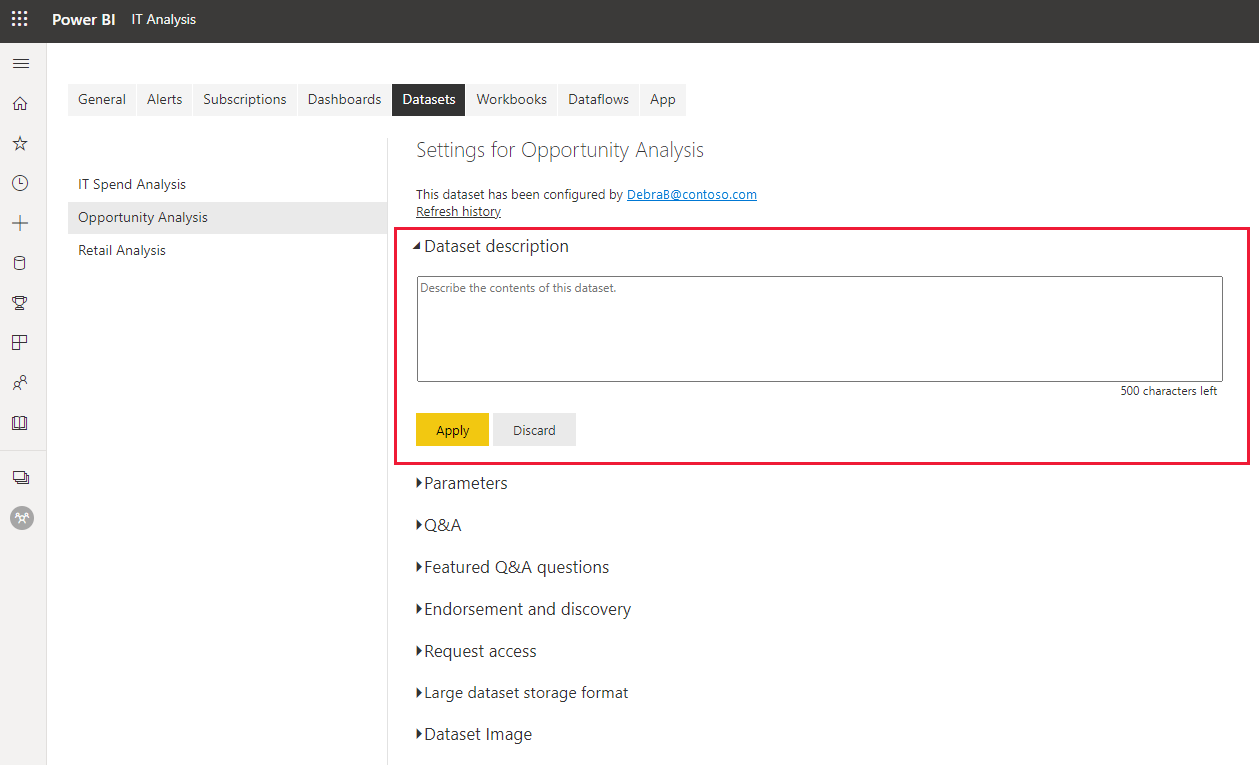 Power BI IT Analysis
General Alerts Subscriptions Dashboards Datasets Workbooks Dataflows App
IT Spend Analysis
Opportunity Analysis
Retail Analysis
Settings for Opportunity Analysis
This dataset has been configured by DebraB@contoso.com
Refresh history
Dataset description
Describe the contents of this dataset.
500 characters left
Apply Discard
Parameters
Q&A
Featured Q&A questions
Endorsement and discovery
Request access
Large dataset storage format
Dataset Image